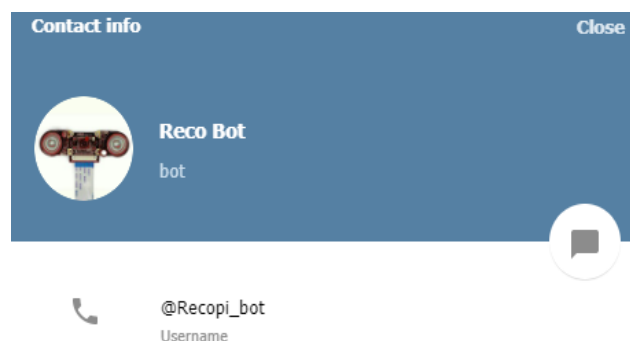 Contact info
Close
Reco Bot
bot
@Recopi_bot
Username